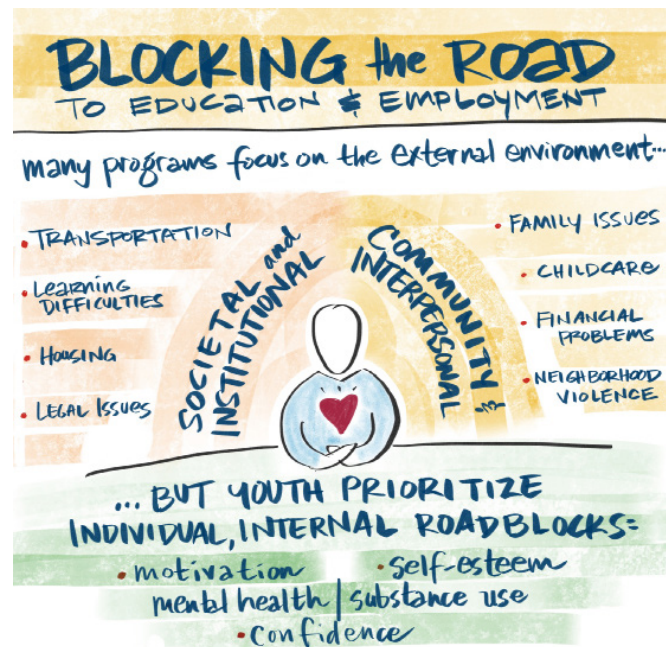 BLOCKING the ROAD
TO EDUCATION & EMPLOYMENT
many programs focus on the external environment...
• TRANSPORTATION
• Learning
DIFFICULTIES
• HOUSING
• LEGAL ISSUES
SOCIETAL and
INSTITUTIONAL
COMMUNITY &
INTERPERSONAL
• FAMILY ISSUES
• CHILDCARE
• FINANCIAL
PROBLEMS
• NEIGHBORHOOD
VIOLENCE
... BUT YOUTH PRIORITIZE
INDIVIDUAL, INTERNAL ROADBLOCKS:
• motivation • self-esteem
mental health | substance use
• confidence